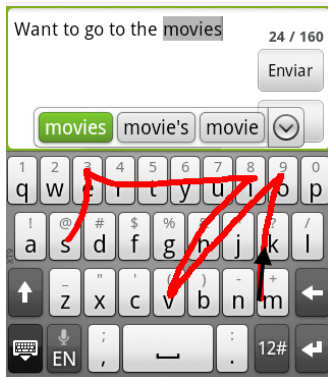 Want to go to the movies
24 / 160
Enviar
movies movie's movie
1 2 3 4 5 6 7 8 9 0
q w e r t y u i o p
! @ # $ % & * ? /
a s d f g h j k l
_ " ' ( ) - +
z x c v b n m
EN , ; . : 12#